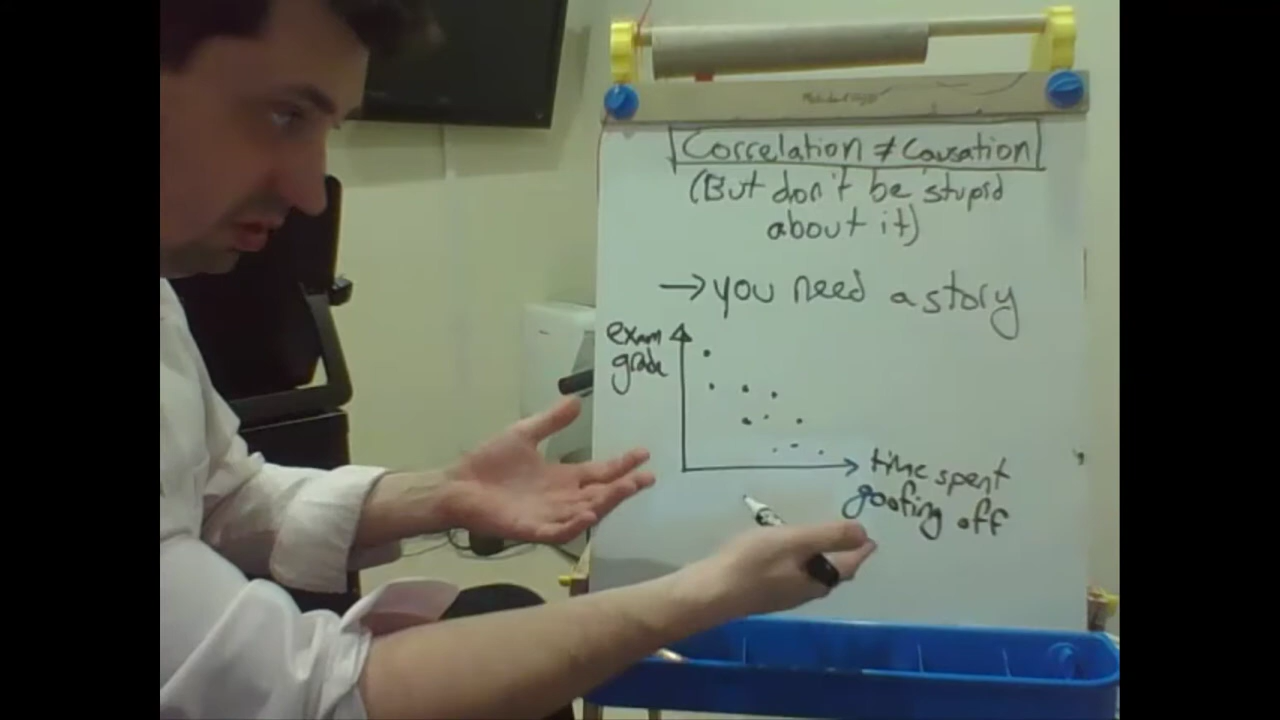 Correlation ≠ Causation
(But don't be stupid
about it)
→ you need a story
exam
grade
time spent
goofing off